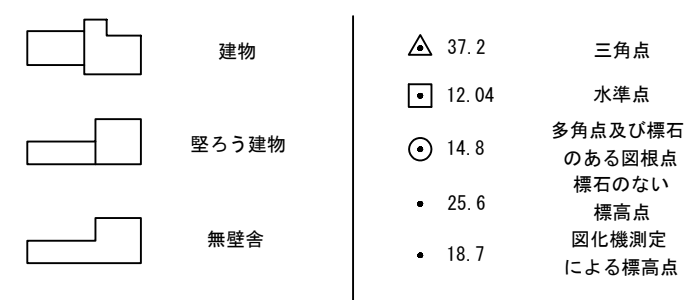 建物
堅ろう建物
無壁舎
37.2 三角点
12.04 水準点
多角点及び標石
14.8
のある図根点
標石のない
25.6
標高点
図化機測定
18.7
による標高点